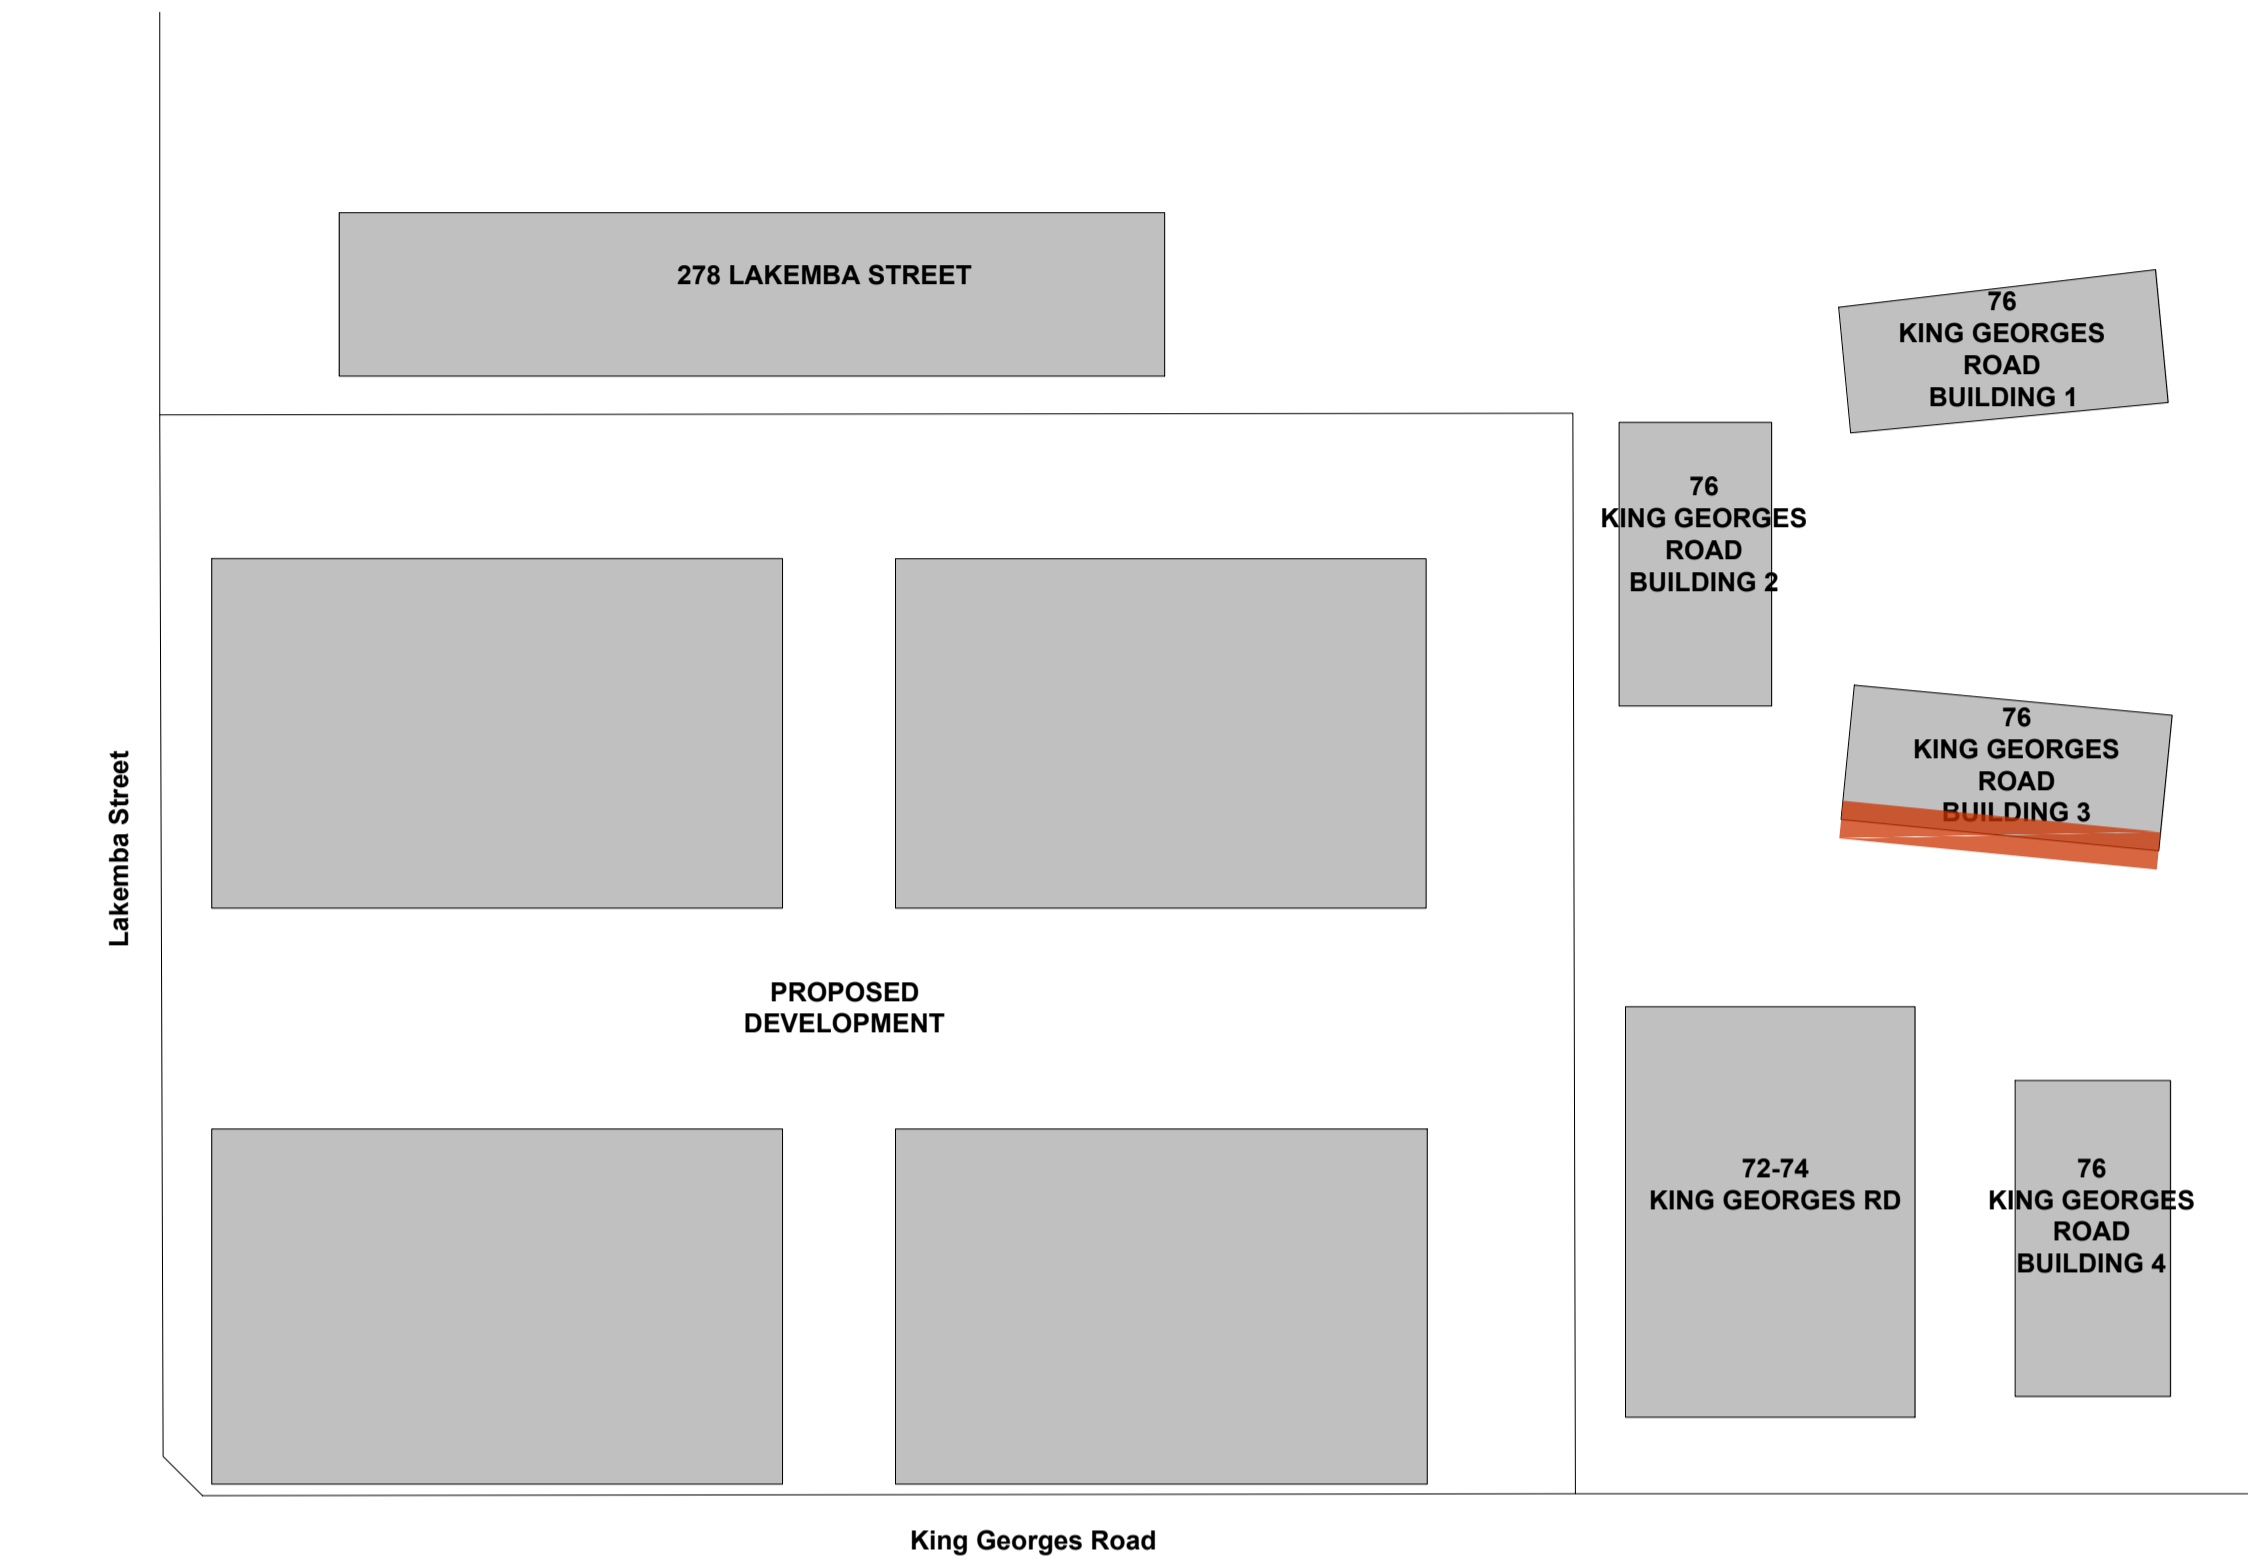 278 LAKEMBA STREET
76
KING GEORGES
ROAD
BUILDING 1
76
KING GEORGES
ROAD
BUILDING 2
76
KING GEORGES
ROAD
BUILDING 3
Lakemba Street
PROPOSED
DEVELOPMENT
72-74
KING GEORGES RD
76
KING GEORGES
ROAD
BUILDING 4
King Georges Road